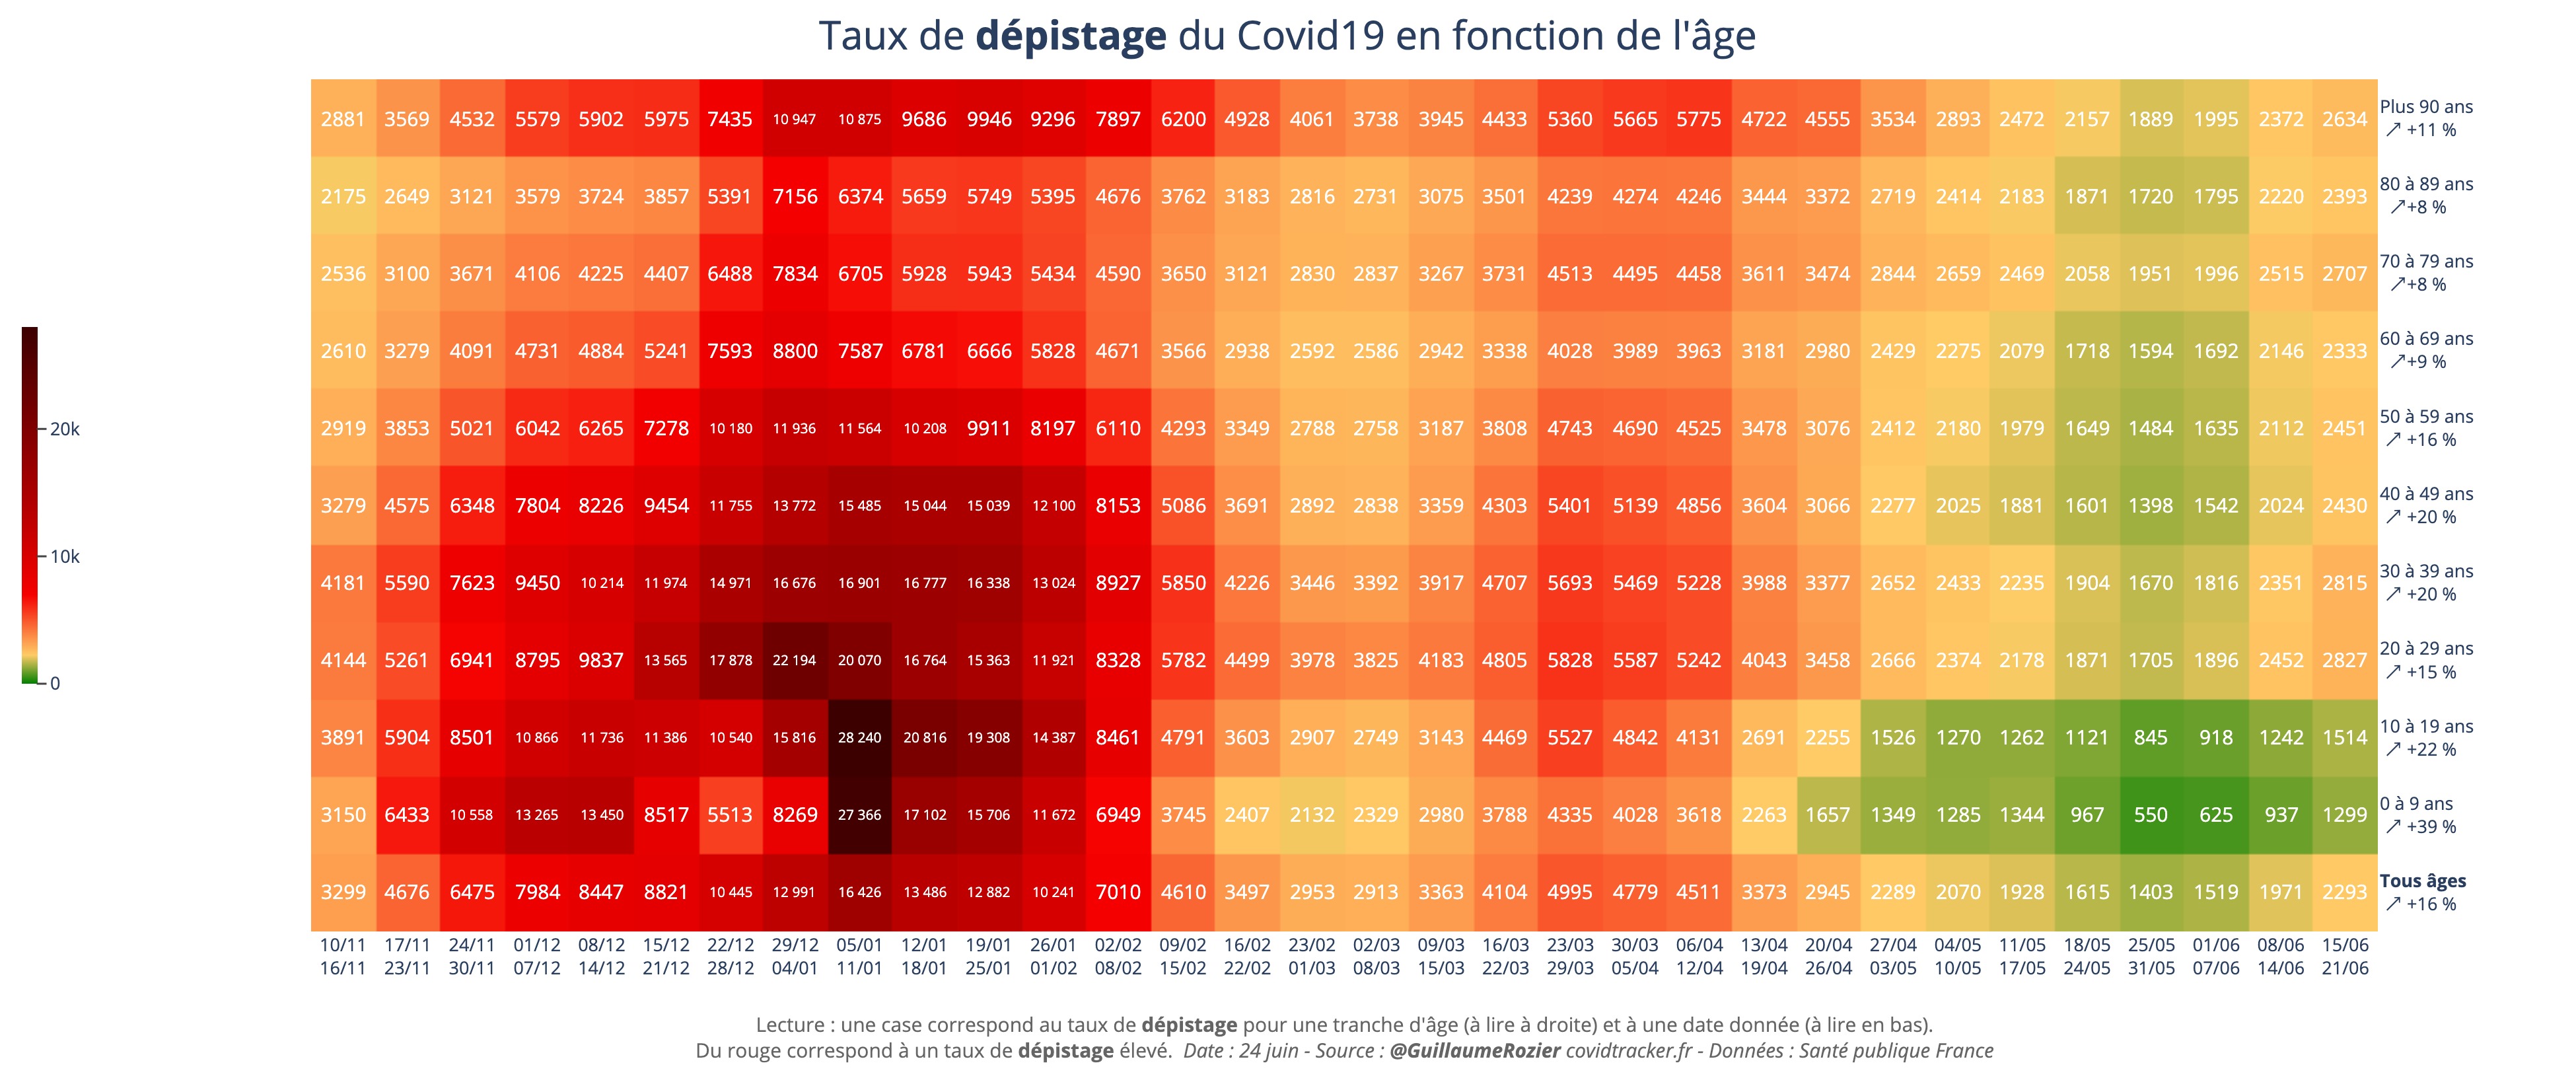 Taux de dépistage du Covid19 en fonction de l'âge
2881 3569 4532 5579 5902 5975 7435 10 947 10 875 9686 9946 9296 7897 6200 4928 4061 3738 3945 4433 5360 5665 5775 4722 4555 3534 2893 2472 2157 1889 1995 2372 2634 Plus 90 ans
↗ +11 %
2175 2649 3121 3579 3724 3857 5391 7156 6374 5659 5749 5395 4676 3762 3183 2816 2731 3075 3501 4239 4274 4246 3444 3372 2719 2414 2183 1871 1720 1795 2220 2393 80 à 89 ans
↗+8 %
2536 3100 3671 4106 4225 4407 6488 7834 6705 5928 5943 5434 4590 3650 3121 2830 2837 3267 3731 4513 4495 4458 3611 3474 2844 2659 2469 2058 1951 1996 2515 2707 70 à 79 ans
↗+8 %
2610 3279 4091 4731 4884 5241 7593 8800 7587 6781 6666 5828 4671 3566 2938 2592 2586 2942 3338 4028 3989 3963 3181 2980 2429 2275 2079 1718 1594 1692 2146 2333 60 à 69 ans
↗+9 %
2919 3853 5021 6042 6265 7278 10 180 11 936 11 564 10 208 9911 8197 6110 4293 3349 2788 2758 3187 3808 4743 4690 4525 3478 3076 2412 2180 1979 1649 1484 1635 2112 2451 50 à 59 ans
↗ +16 %
3279 4575 6348 7804 8226 9454 11 755 13 772 15 485 15 044 15 039 12 100 8153 5086 3691 2892 2838 3359 4303 5401 5139 4856 3604 3066 2277 2025 1881 1601 1398 1542 2024 2430 40 à 49 ans
↗ +20 %
4181 5590 7623 9450 10 214 11 974 14 971 16 676 16 901 16 777 16 338 13 024 8927 5850 4226 3446 3392 3917 4707 5693 5469 5228 3988 3377 2652 2433 2235 1904 1670 1816 2351 2815 30 à 39 ans
↗ +20 %
4144 5261 6941 8795 9837 13 565 17 878 22 194 20 070 16 764 15 363 11 921 8328 5782 4499 3978 3825 4183 4805 5828 5587 5242 4043 3458 2666 2374 2178 1871 1705 1896 2452 2827 20 à 29 ans
↗ +15 %
3891 5904 8501 10 866 11 736 11 386 10 540 15 816 28 240 20 816 19 308 14 387 8461 4791 3603 2907 2749 3143 4469 5527 4842 4131 2691 2255 1526 1270 1262 1121 845 918 1242 1514 10 à 19 ans
↗ +22 %
3150 6433 10 558 13 265 13 450 8517 5513 8269 27 366 17 102 15 706 11 672 6949 3745 2407 2132 2329 2980 3788 4335 4028 3618 2263 1657 1349 1285 1344 967 550 625 937 1299 0 à 9 ans
↗ +39 %
3299 4676 6475 7984 8447 8821 10 445 12 991 16 426 13 486 12 882 10 241 7010 4610 3497 2953 2913 3363 4104 4995 4779 4511 3373 2945 2289 2070 1928 1615 1403 1519 1971 2293 Tous âges
↗ +16 %
20k
10k
0
10/11 17/11 24/11 01/12 08/12 15/12 22/12 29/12 05/01 12/01 19/01 26/01 02/02 09/02 16/02 23/02 02/03 09/03 16/03 23/03 30/03 06/04 13/04 20/04 27/04 04/05 11/05 18/05 25/05 01/06 08/06 15/06
16/11 23/11 30/11 07/12 14/12 21/12 28/12 04/01 11/01 18/01 25/01 01/02 08/02 15/02 22/02 01/03 08/03 15/03 22/03 29/03 05/04 12/04 19/04 26/04 03/05 10/05 17/05 24/05 31/05 07/06 14/06 21/06
Lecture : une case correspond au taux de dépistage pour une tranche d'âge (à lire à droite) et à une date donnée (à lire en bas).
Du rouge correspond à un taux de dépistage élevé. Date : 24 juin - Source : @GuillaumeRozier covidtracker.fr - Données : Santé publique France